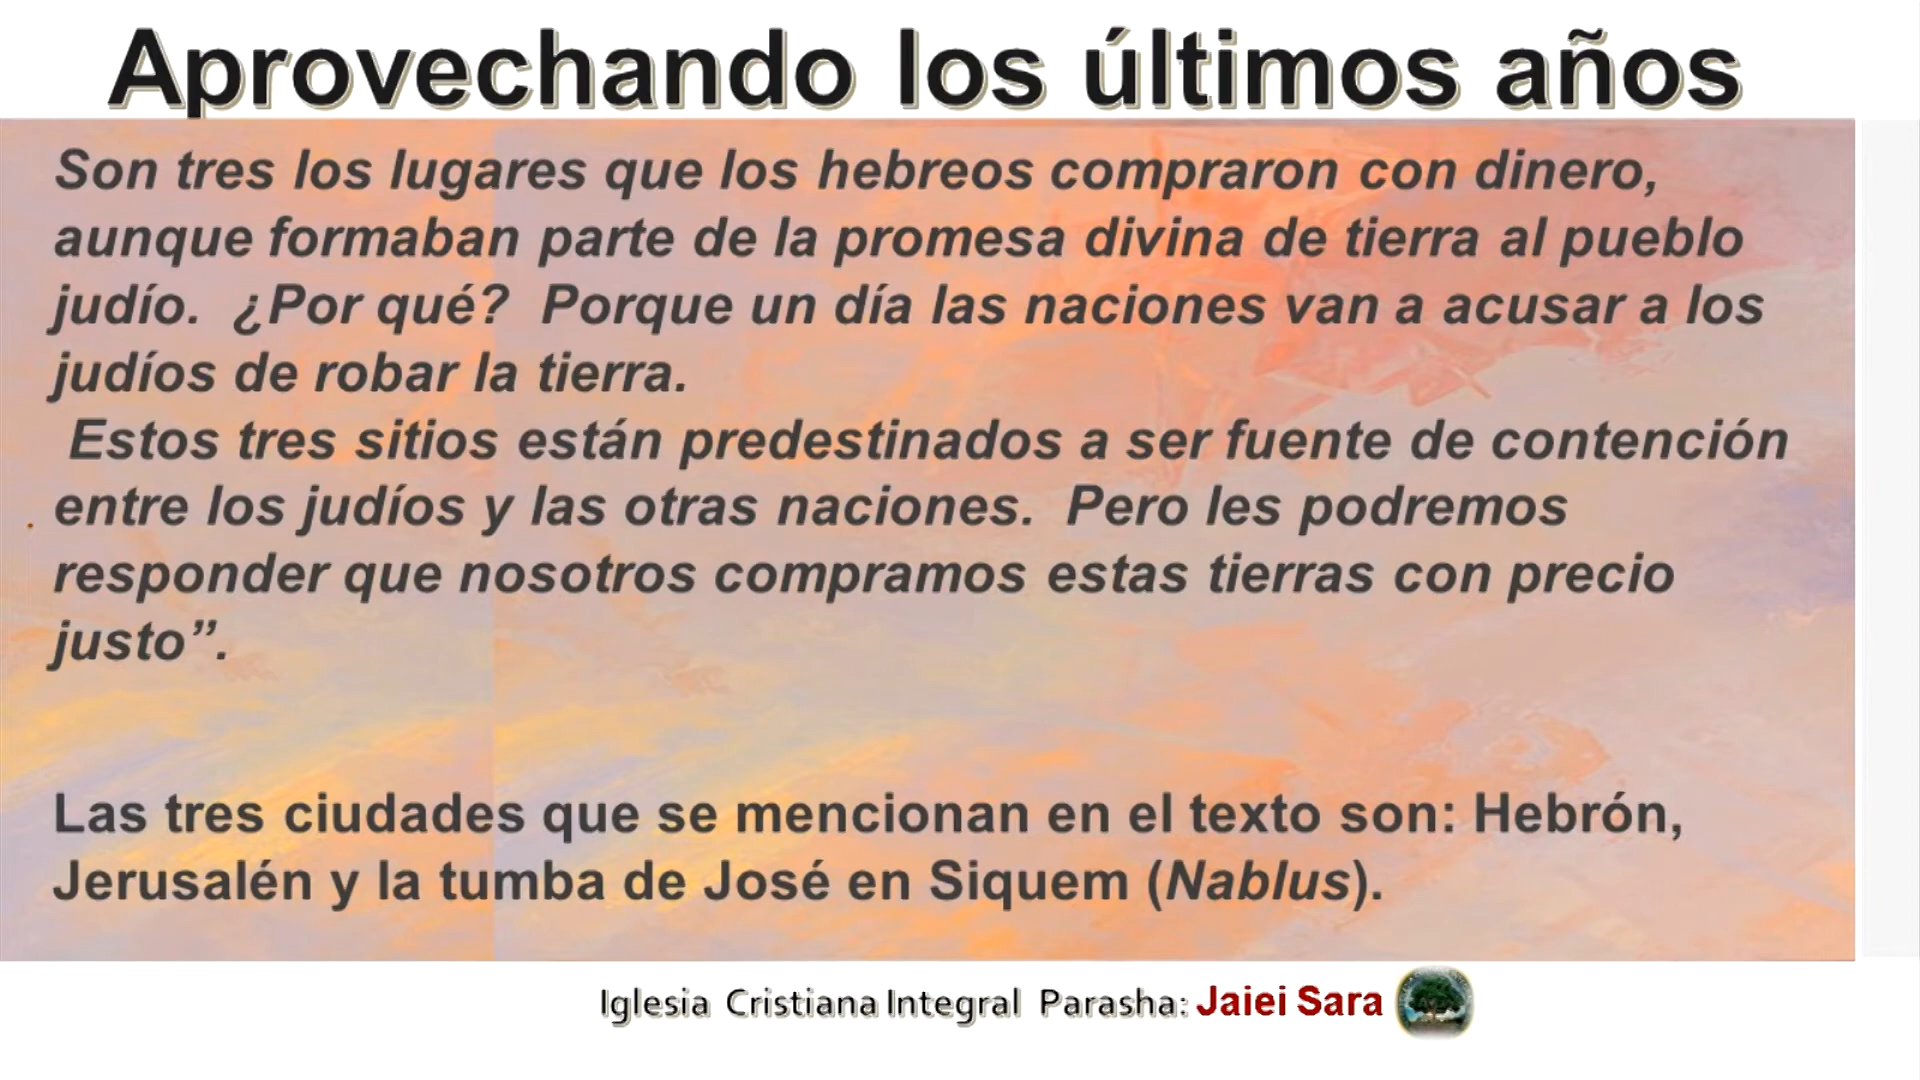 Aprovechando los últimos años
Son tres los lugares que los hebreos compraron con dinero,
aunque formaban parte de la promesa divina de tierra al pueblo
judío.  ¿Por qué?  Porque un día las naciones van a acusar a los
judíos de robar la tierra.
Estos tres sitios están predestinados a ser fuente de contención
entre los judíos y las otras naciones.  Pero les podremos
responder que nosotros compramos estas tierras con precio
justo”.
Las tres ciudades que se mencionan en el texto son: Hebrón,
Jerusalén y la tumba de José en Siquem (Nablus).
Iglesia Cristiana Integral Parasha: Jaiei Sara